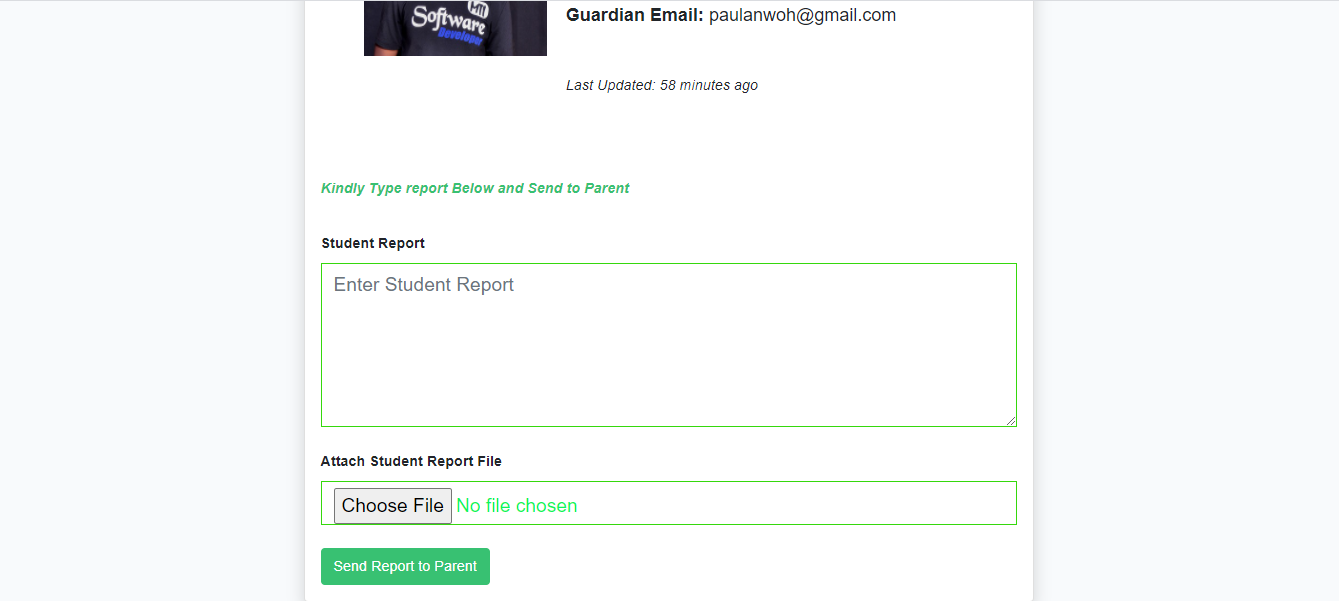 Software
Developer
Guardian Email: paulanwoh@gmail.com
Last Updated: 58 minutes ago
Kindly Type report Below and Send to Parent
Student Report
Enter Student Report
Attach Student Report File
Choose File No file chosen
Send Report to Parent